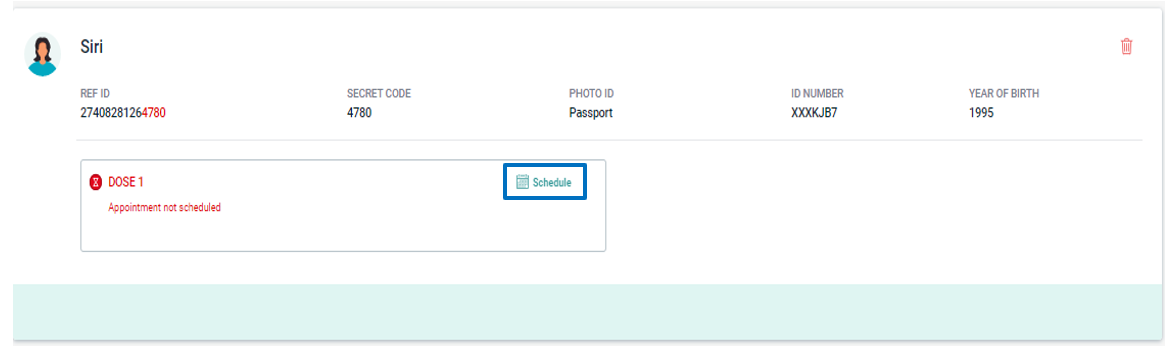 Siri
REF ID SECRET CODE PHOTO ID ID NUMBER YEAR OF BIRTH
27408281264780 4780 Passport XXXKJB7 1995
DOSE 1 Schedule
Appointment not scheduled